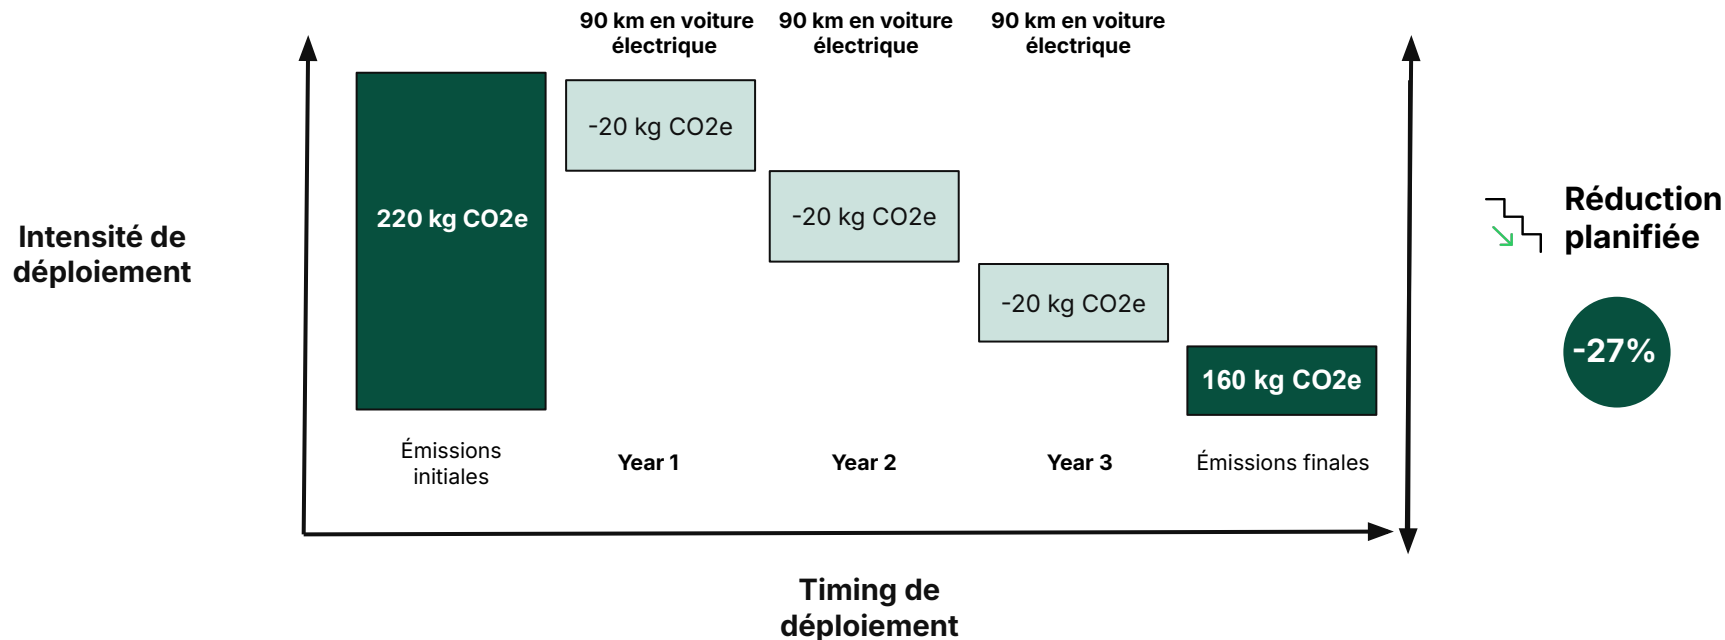 90 km en voiture
électrique
90 km en voiture
électrique
90 km en voiture
électrique
Intensité de
déploiement
220 kg CO2e
-20 kg CO2e
-20 kg CO2e
-20 kg CO2e
160 kg CO2e
Réduction
planifiée
-27%
Émissions
initiales
Year 1
Year 2
Year 3
Émissions finales
Timing de
déploiement